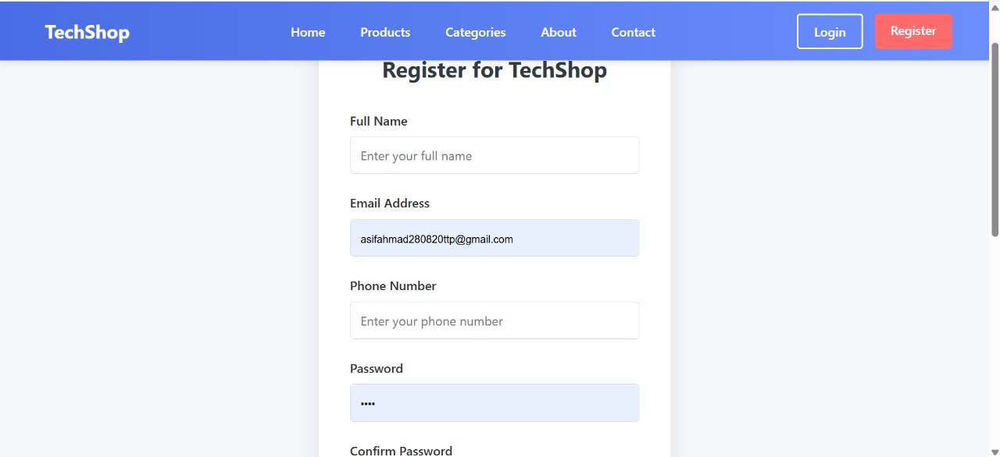 TechShop
Home Products Categories About Contact
Login Register
Register for TechShop
Full Name
Enter your full name
Email Address
asifahmad280820ttp@gmail.com
Phone Number
Enter your phone number
Password
••••
Confirm Password